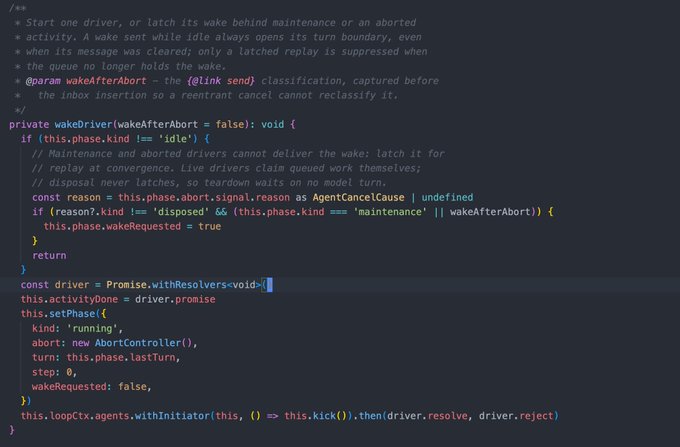 /**
 * Start one driver, or latch its wake behind maintenance or an aborted
 * activity. A wake sent while idle always opens its turn boundary, even
 * when its message was cleared; only a latched replay is suppressed when
 * the queue no longer holds the wake.
 * @param wakeAfterAbort – the {@link send} classification, captured before
 *   the inbox insertion so a reentrant cancel cannot reclassify it.
 */
private wakeDriver(wakeAfterAbort = false): void {
  if (this.phase.kind !== 'idle') {
    // Maintenance and aborted drivers cannot deliver the wake: latch it for
    // replay at convergence. Live drivers claim queued work themselves;
    // disposal never latches, so teardown waits on no model turn.
    const reason = this.phase.abort.signal.reason as AgentCancelCause | undefined
    if (reason?.kind !== 'disposed' && (this.phase.kind === 'maintenance' || wakeAfterAbort)) {
      this.phase.wakeRequested = true
    }
    return
  }
  const driver = Promise.withResolvers<void>()
  this.activityDone = driver.promise
  this.setPhase({
    kind: 'running',
    abort: new AbortController(),
    turn: this.phase.lastTurn,
    step: 0,
    wakeRequested: false,
  })
  this.loopCtx.agents.withInitiator(this, () => this.kick()).then(driver.resolve, driver.reject)
}